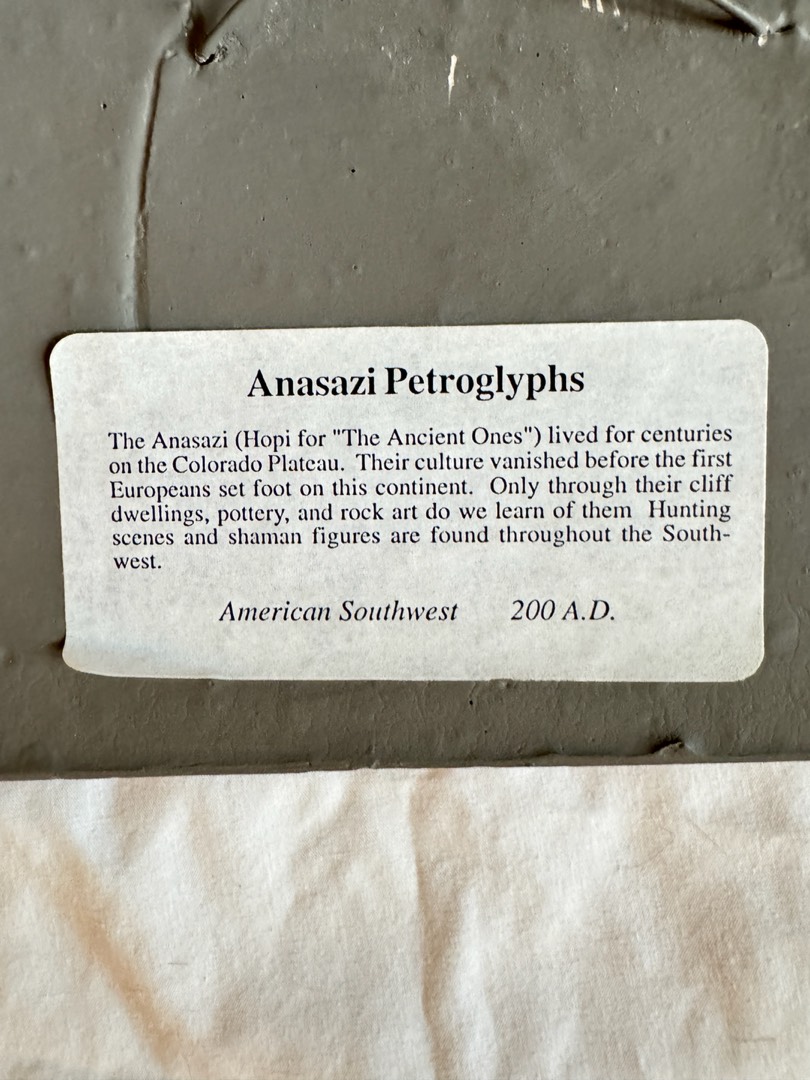 Anasazi Petroglyphs
The Anasazi (Hopi for "The Ancient Ones") lived for centuries
on the Colorado Plateau. Their culture vanished before the first
Europeans set foot on this continent. Only through their cliff
dwellings, pottery, and rock art do we learn of them Hunting
scenes and shaman figures are found throughout the South-
west.
American Southwest 200 A.D.